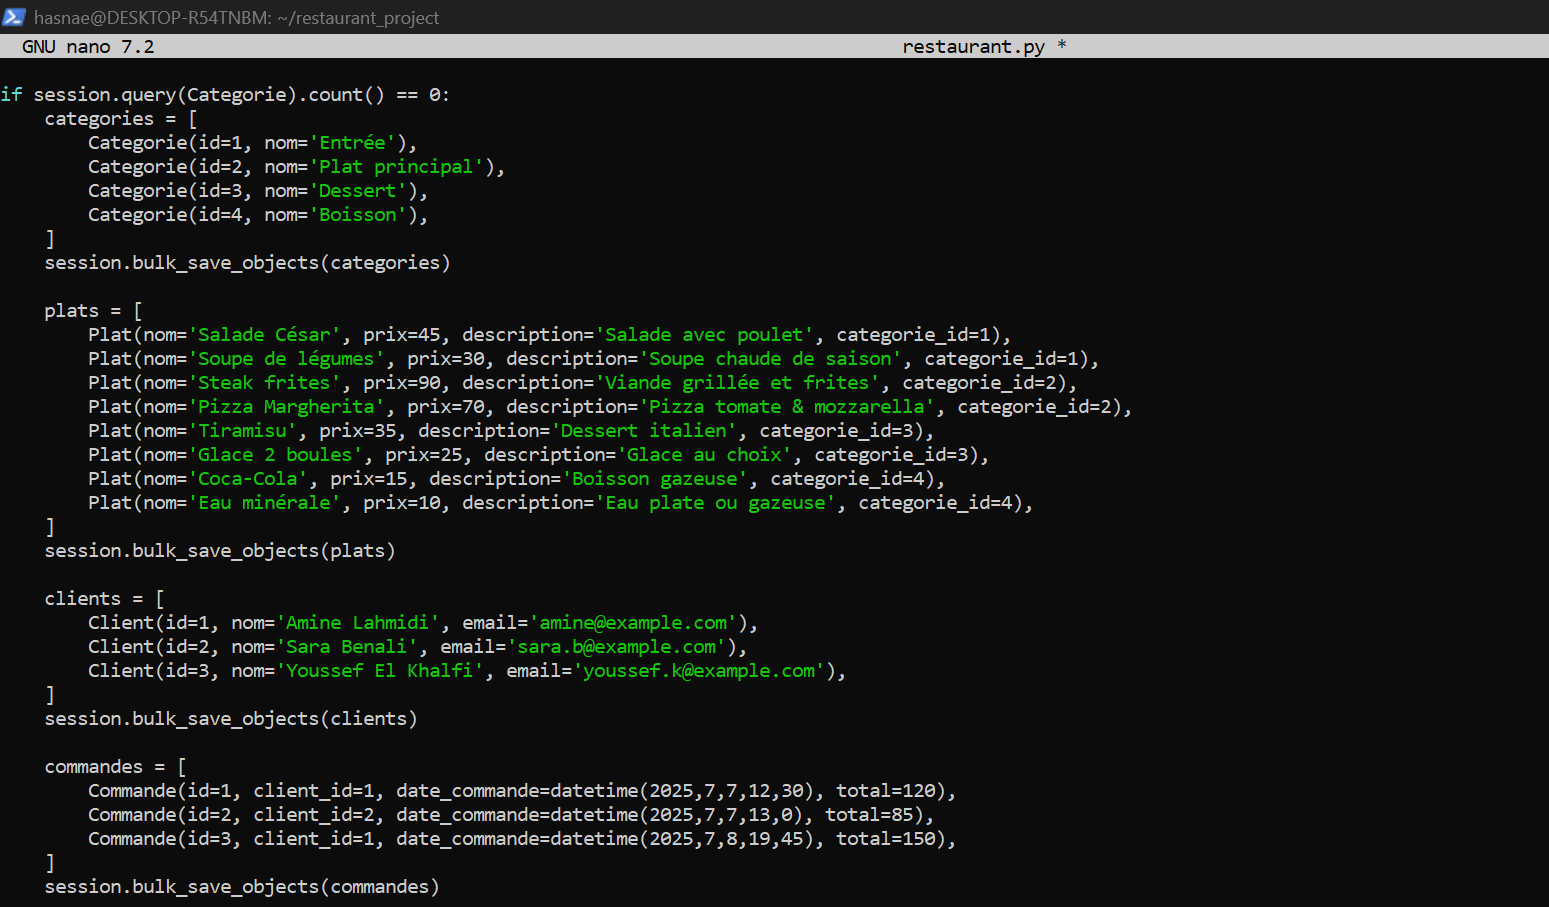 hasnae@DESKTOP-R54TNBM: ~/restaurant_project
GNU nano 7.2 restaurant.py *
if session.query(Categorie).count() == 0:
    categories = [
        Categorie(id=1, nom='Entrée'),
        Categorie(id=2, nom='Plat principal'),
        Categorie(id=3, nom='Dessert'),
        Categorie(id=4, nom='Boisson'),
    ]
    session.bulk_save_objects(categories)

    plats = [
        Plat(nom='Salade César', prix=45, description='Salade avec poulet', categorie_id=1),
        Plat(nom='Soupe de légumes', prix=30, description='Soupe chaude de saison', categorie_id=1),
        Plat(nom='Steak frites', prix=90, description='Viande grillée et frites', categorie_id=2),
        Plat(nom='Pizza Margherita', prix=70, description='Pizza tomate & mozzarella', categorie_id=2),
        Plat(nom='Tiramisu', prix=35, description='Dessert italien', categorie_id=3),
        Plat(nom='Glace 2 boules', prix=25, description='Glace au choix', categorie_id=3),
        Plat(nom='Coca-Cola', prix=15, description='Boisson gazeuse', categorie_id=4),
        Plat(nom='Eau minérale', prix=10, description='Eau plate ou gazeuse', categorie_id=4),
    ]
    session.bulk_save_objects(plats)

    clients = [
        Client(id=1, nom='Amine Lahmidi', email='amine@example.com'),
        Client(id=2, nom='Sara Benali', email='sara.b@example.com'),
        Client(id=3, nom='Youssef El Khalfi', email='youssef.k@example.com'),
    ]
    session.bulk_save_objects(clients)

    commandes = [
        Commande(id=1, client_id=1, date_commande=datetime(2025,7,7,12,30), total=120),
        Commande(id=2, client_id=2, date_commande=datetime(2025,7,7,13,0), total=85),
        Commande(id=3, client_id=1, date_commande=datetime(2025,7,8,19,45), total=150),
    ]
    session.bulk_save_objects(commandes)